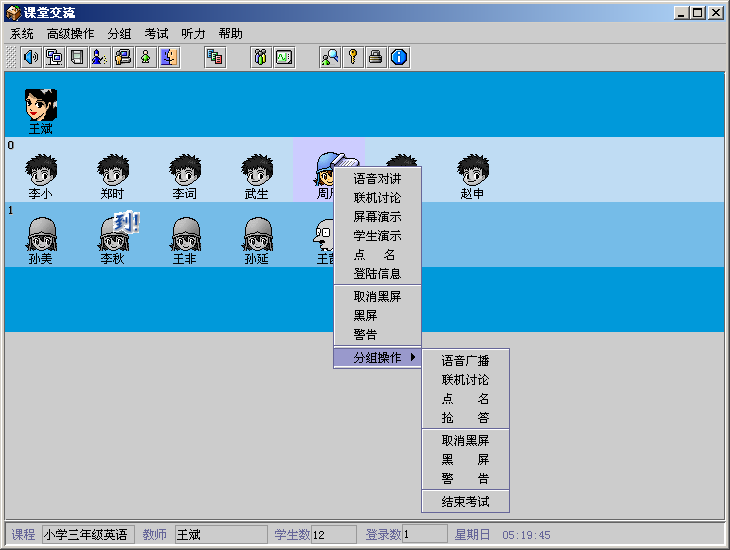 课堂交流
系统 高级操作 分组 考试 听力 帮助
王斌
0
李小 郑时 李词 武生 周 赵申
1
到!
孙美 李秋 王非 孙延 王
语音对讲
联机讨论
屏幕演示
学生演示
点 名
登陆信息
取消黑屏
黑屏
警告
分组操作
语音广播
联机讨论
点 名
抢 答
取消黑屏
黑 屏
警 告
结束考试
课程 小学三年级英语 教师 王斌 学生数 12 登录数 1 星期日 05:19:45